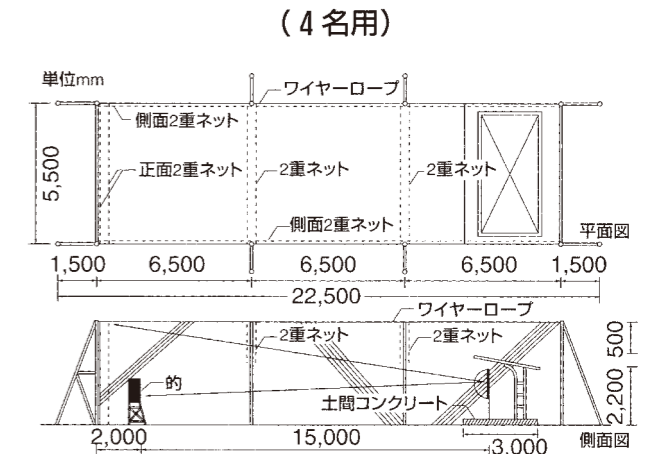 (4名用)
単位mm
ワイヤーロープ
側面2重ネット
正面2重ネット
2重ネット
2重ネット
側面2重ネット
5,500
平面図
1,500 6,500 6,500 6,500 1,500
22,500
ワイヤーロープ
2重ネット
2重ネット
500
的
2,200
土間コンクリート
2,000 15,000 3,000
側面図